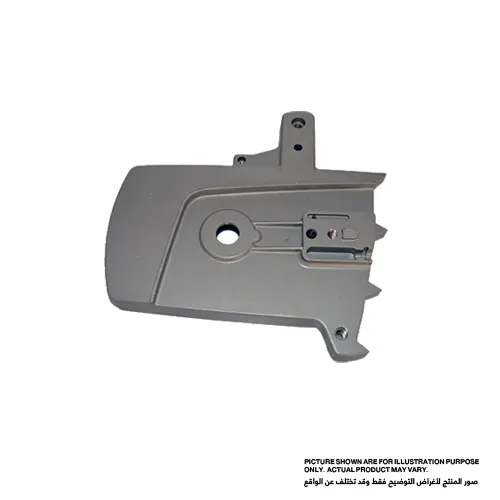 PICTURE SHOWN ARE FOR ILLUSTRATION PURPOSE
ONLY. ACTUAL PRODUCT MAY VARY.
صور المنتج لأغراض التوضيح فقط وقد تختلف عن الواقع